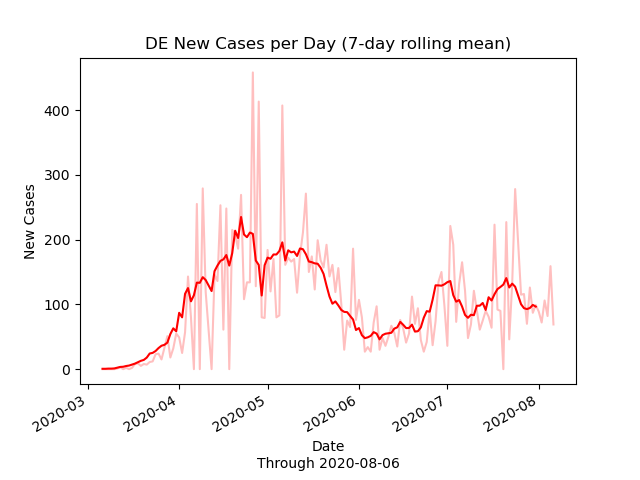 DE New Cases per Day (7-day rolling mean)
New Cases
400
300
200
100
0
2020-03
2020-04
2020-05
2020-06
2020-07
2020-08
Date
Through 2020-08-06